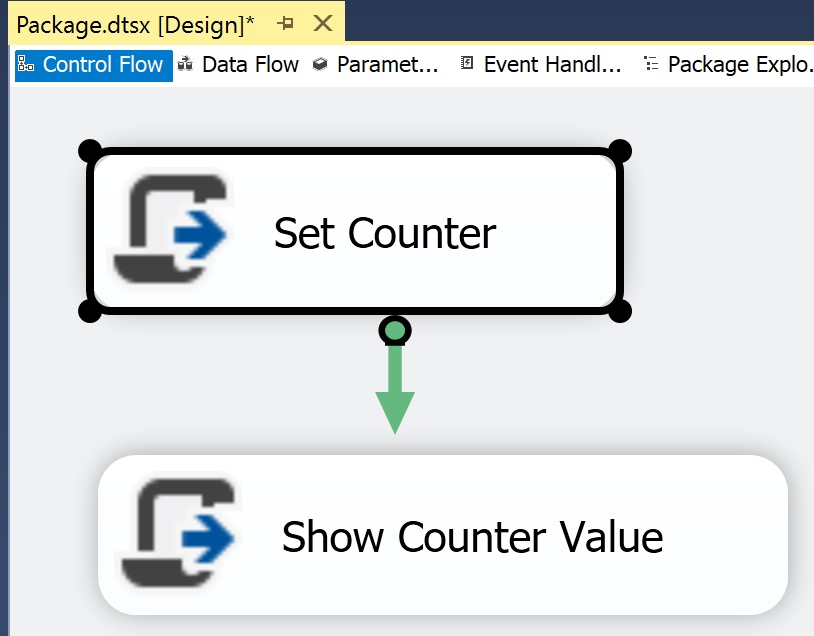 Package.dtsx [Design]*
Control Flow Data Flow Paramet... Event Handl... Package Explo.
Set Counter
Show Counter Value